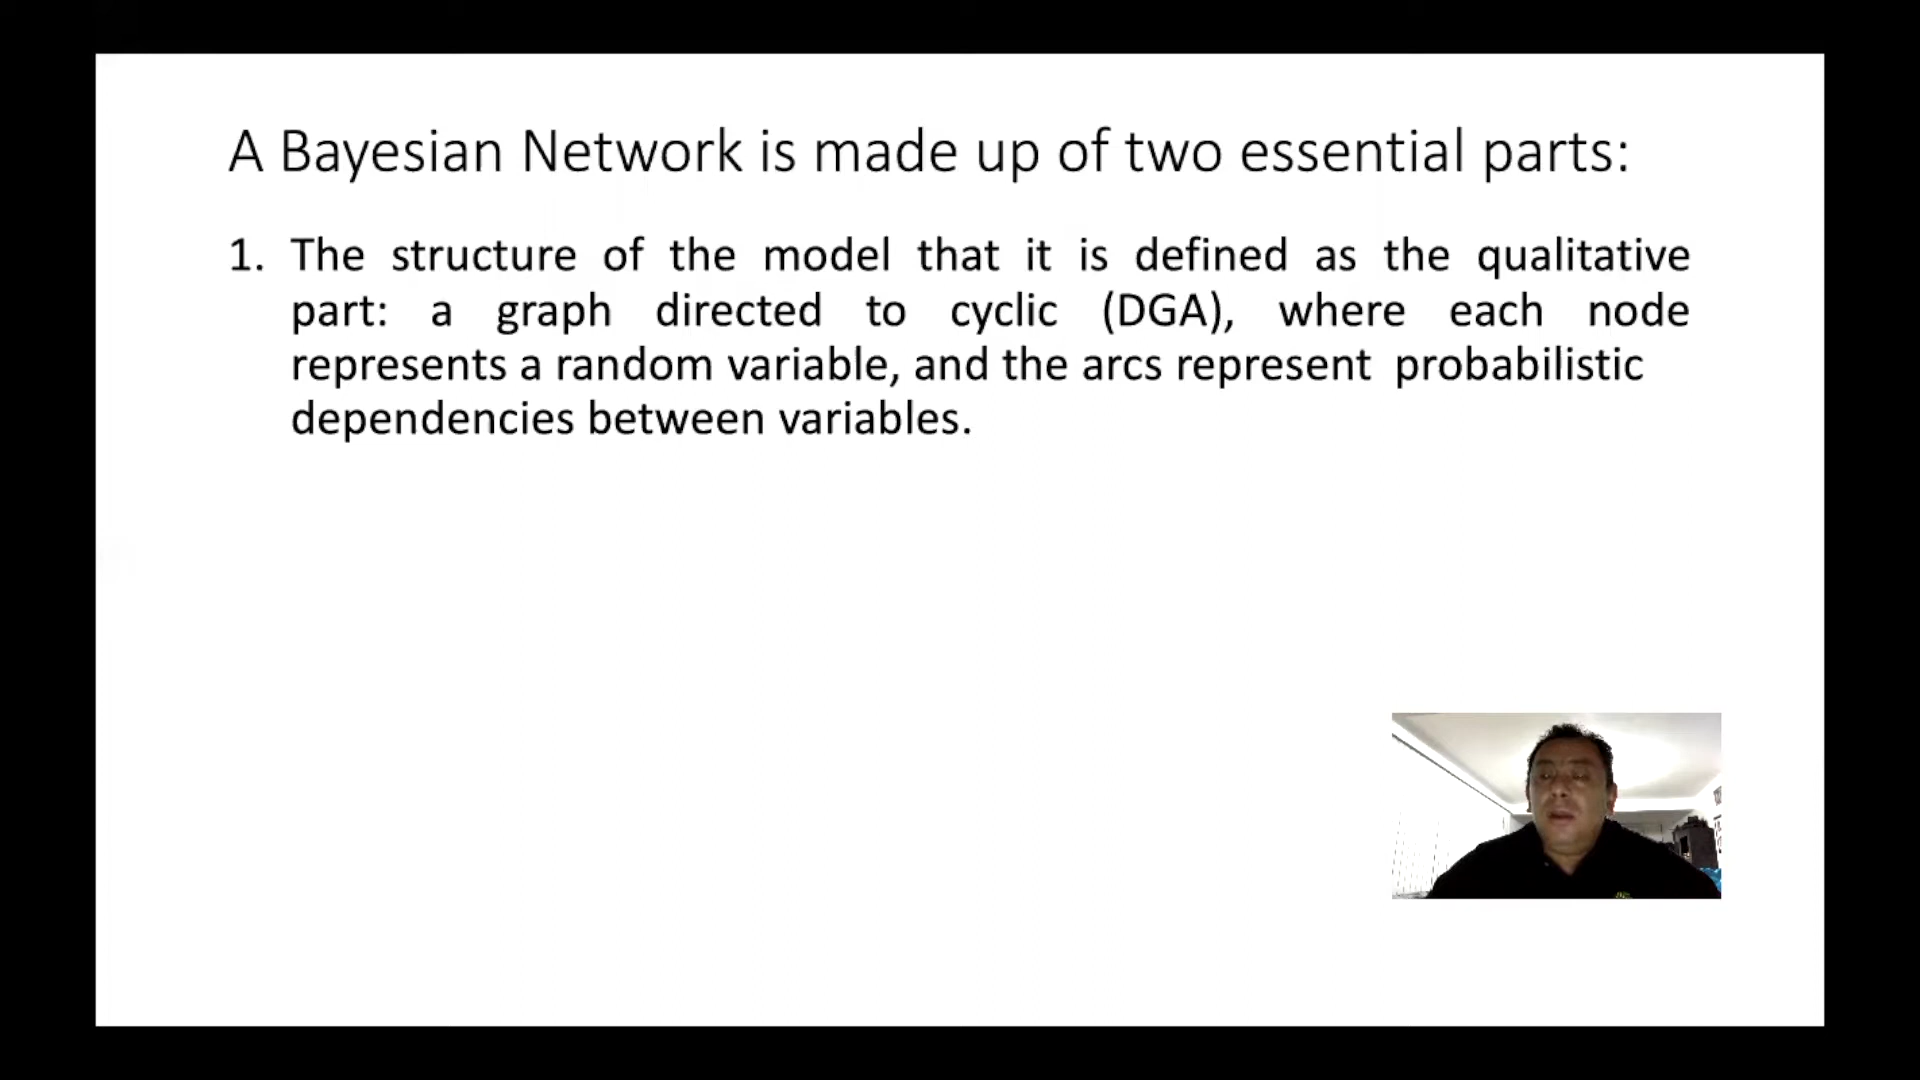 A Bayesian Network is made up of two essential parts:
1. The structure of the model that it is defined as the qualitative
part: a graph directed to cyclic (DGA), where each node
represents a random variable, and the arcs represent probabilistic
dependencies between variables.